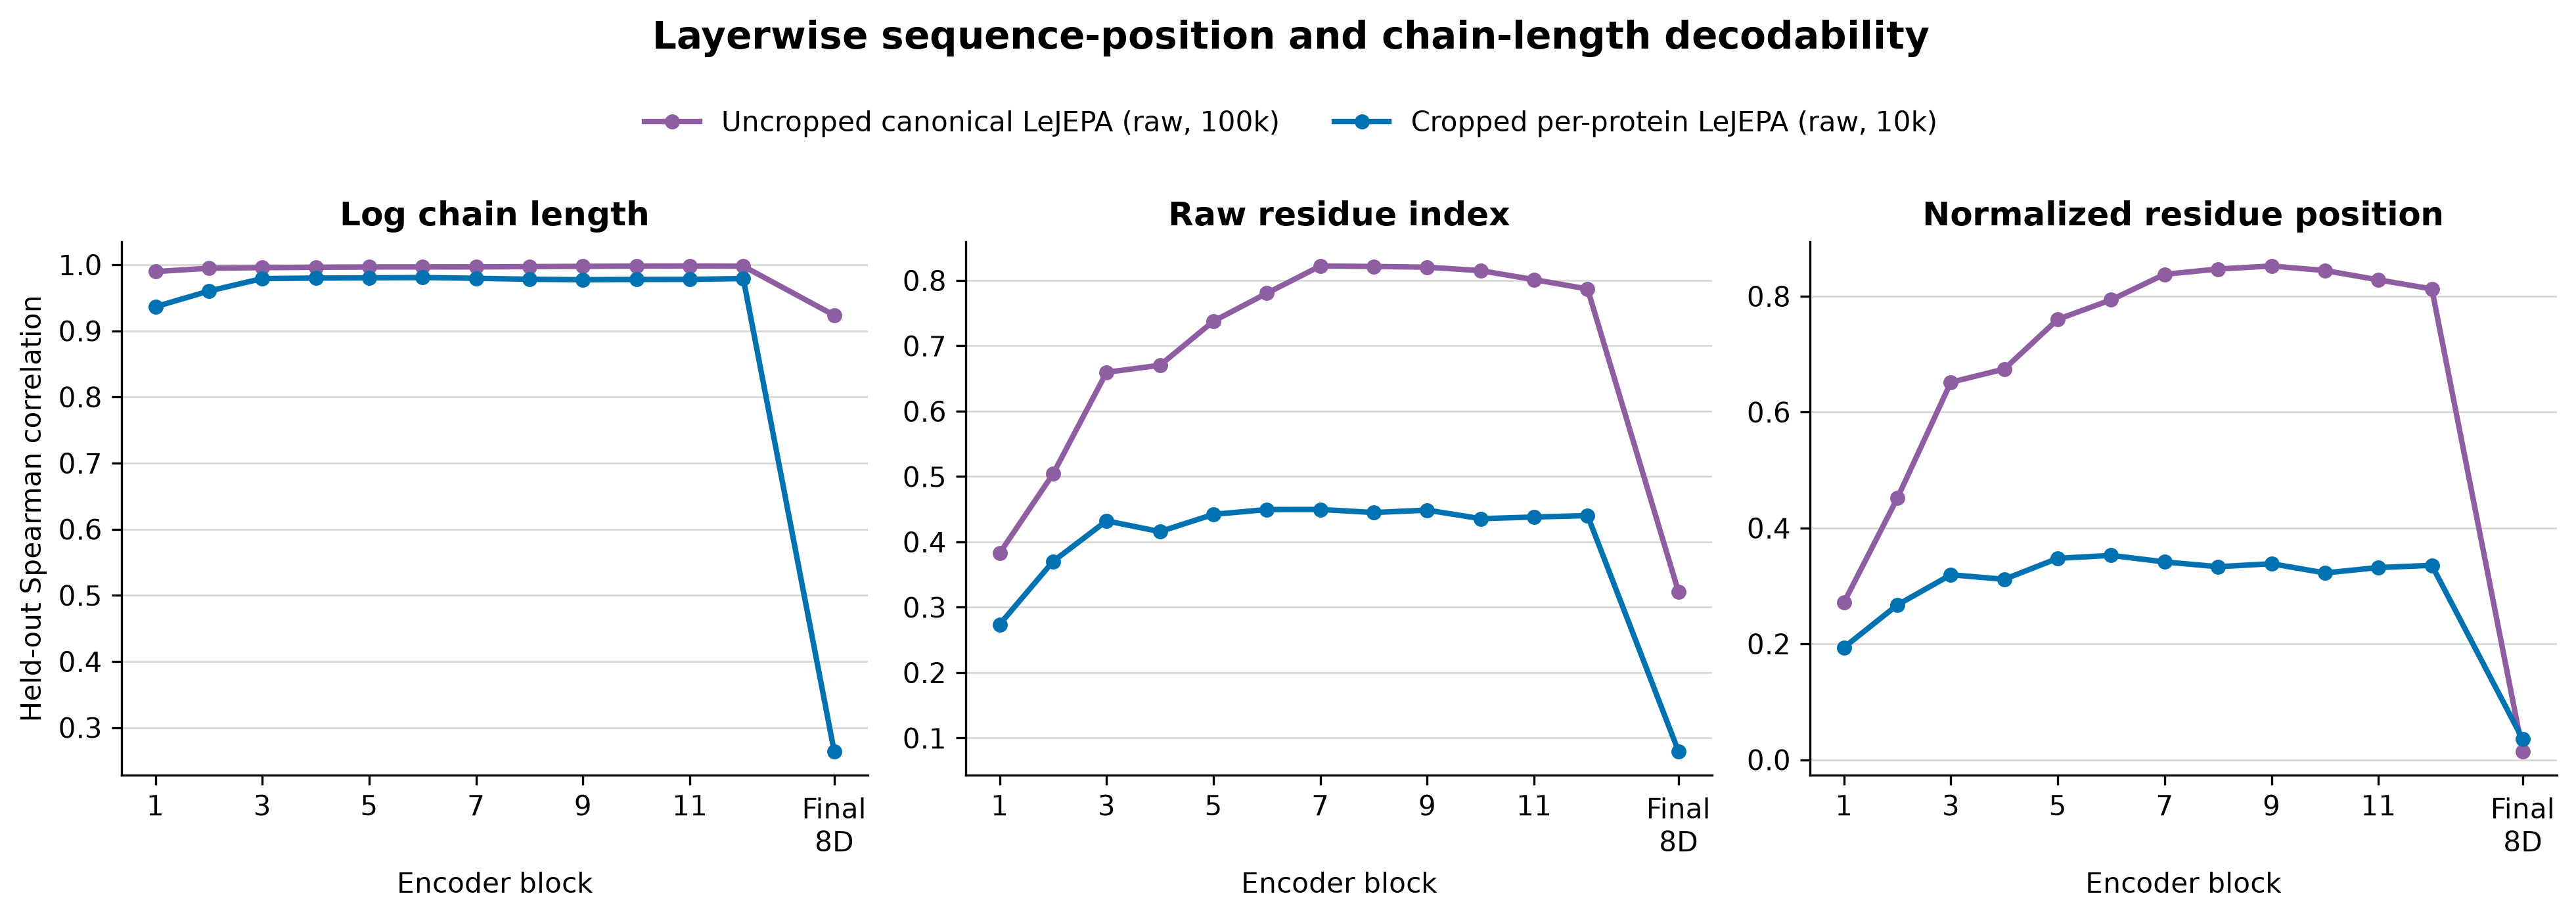 Layerwise sequence-position and chain-length decodability
Uncropped canonical LeJEPA (raw, 100k)
Cropped per-protein LeJEPA (raw, 10k)
Log chain length
Held-out Spearman correlation
1.0
0.9
0.8
0.7
0.6
0.5
0.4
0.3
1 3 5 7 9 11 Final
8D
Encoder block
Raw residue index
0.8
0.7
0.6
0.5
0.4
0.3
0.2
0.1
1 3 5 7 9 11 Final
8D
Encoder block
Normalized residue position
0.8
0.6
0.4
0.2
0.0
1 3 5 7 9 11 Final
8D
Encoder block